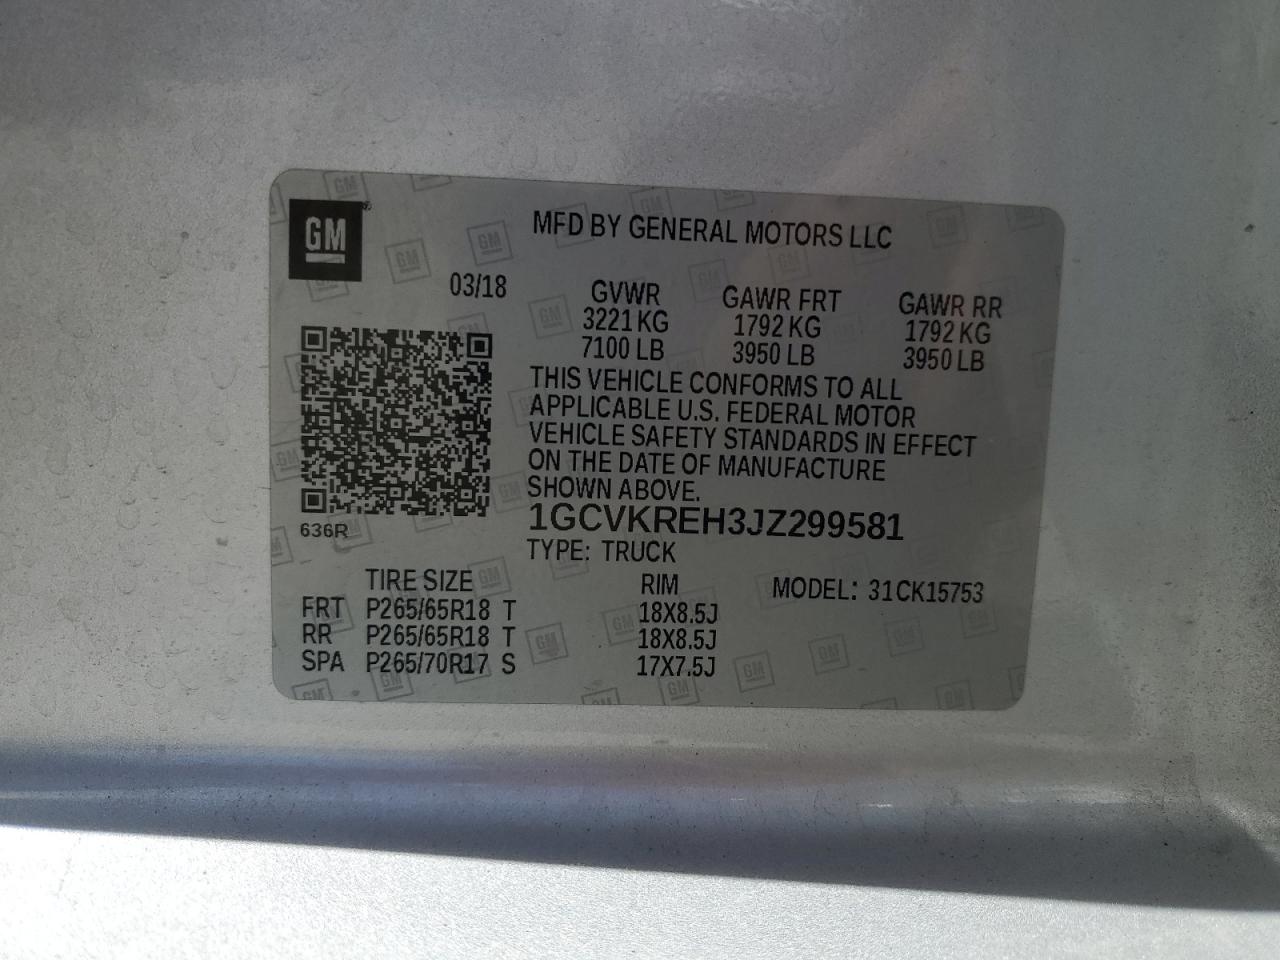 GM
MFD BY GENERAL MOTORS LLC
03/18
GVWR GAWR FRT GAWR RR
3221 KG 1792 KG 1792 KG
7100 LB 3950 LB 3950 LB
THIS VEHICLE CONFORMS TO ALL
APPLICABLE U.S. FEDERAL MOTOR
VEHICLE SAFETY STANDARDS IN EFFECT
ON THE DATE OF MANUFACTURE
SHOWN ABOVE.
636R
1GCVKREH3JZ299581
TYPE: TRUCK
TIRE SIZE RIM MODEL: 31CK15753
FRT P265/65R18 T 18X8.5J
RR P265/65R18 T 18X8.5J
SPA P265/70R17 S 17X7.5J